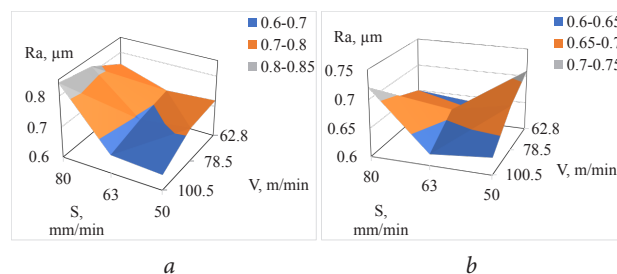 0.6-0.7
0.7-0.8
0.8-0.85
Ra, µm
0.8
0.7
0.6
80
63
50
S,
mm/min
62.8
78.5
100.5
V, m/min
a
0.6-0.65
0.65-0.7
0.7-0.75
Ra, µm
0.75
0.7
0.65
0.6
80
63
50
S,
mm/min
62.8
78.5
100.5
V, m/min
b